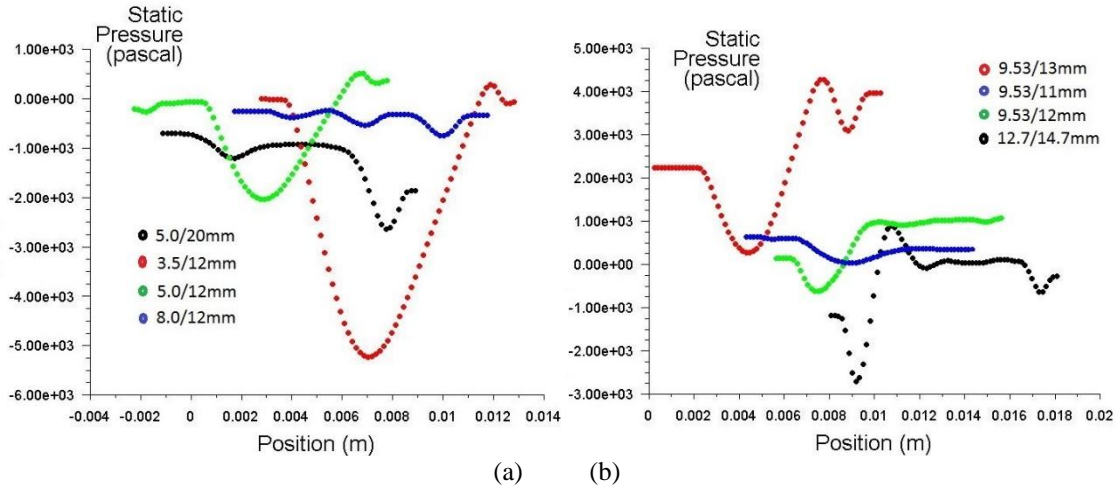 Static
Pressure
(pascal)
1.00e+03
0.00e+00
-1.00e+03
-2.00e+03
-3.00e+03
-4.00e+03
-5.00e+03
-6.00e+03
5.0/20mm
3.5/12mm
5.0/12mm
8.0/12mm
-0.004 -0.002 0 0.002 0.004 0.006 0.008 0.01 0.012 0.014
Position (m)
(a)
Static
Pressure
(pascal)
5.00e+03
4.00e+03
3.00e+03
2.00e+03
1.00e+03
0.00e+00
-1.00e+03
-2.00e+03
-3.00e+03
9.53/13mm
9.53/11mm
9.53/12mm
12.7/14.7mm
0 0.002 0.004 0.006 0.008 0.01 0.012 0.014 0.016 0.018 0.02
Position (m)
(b)